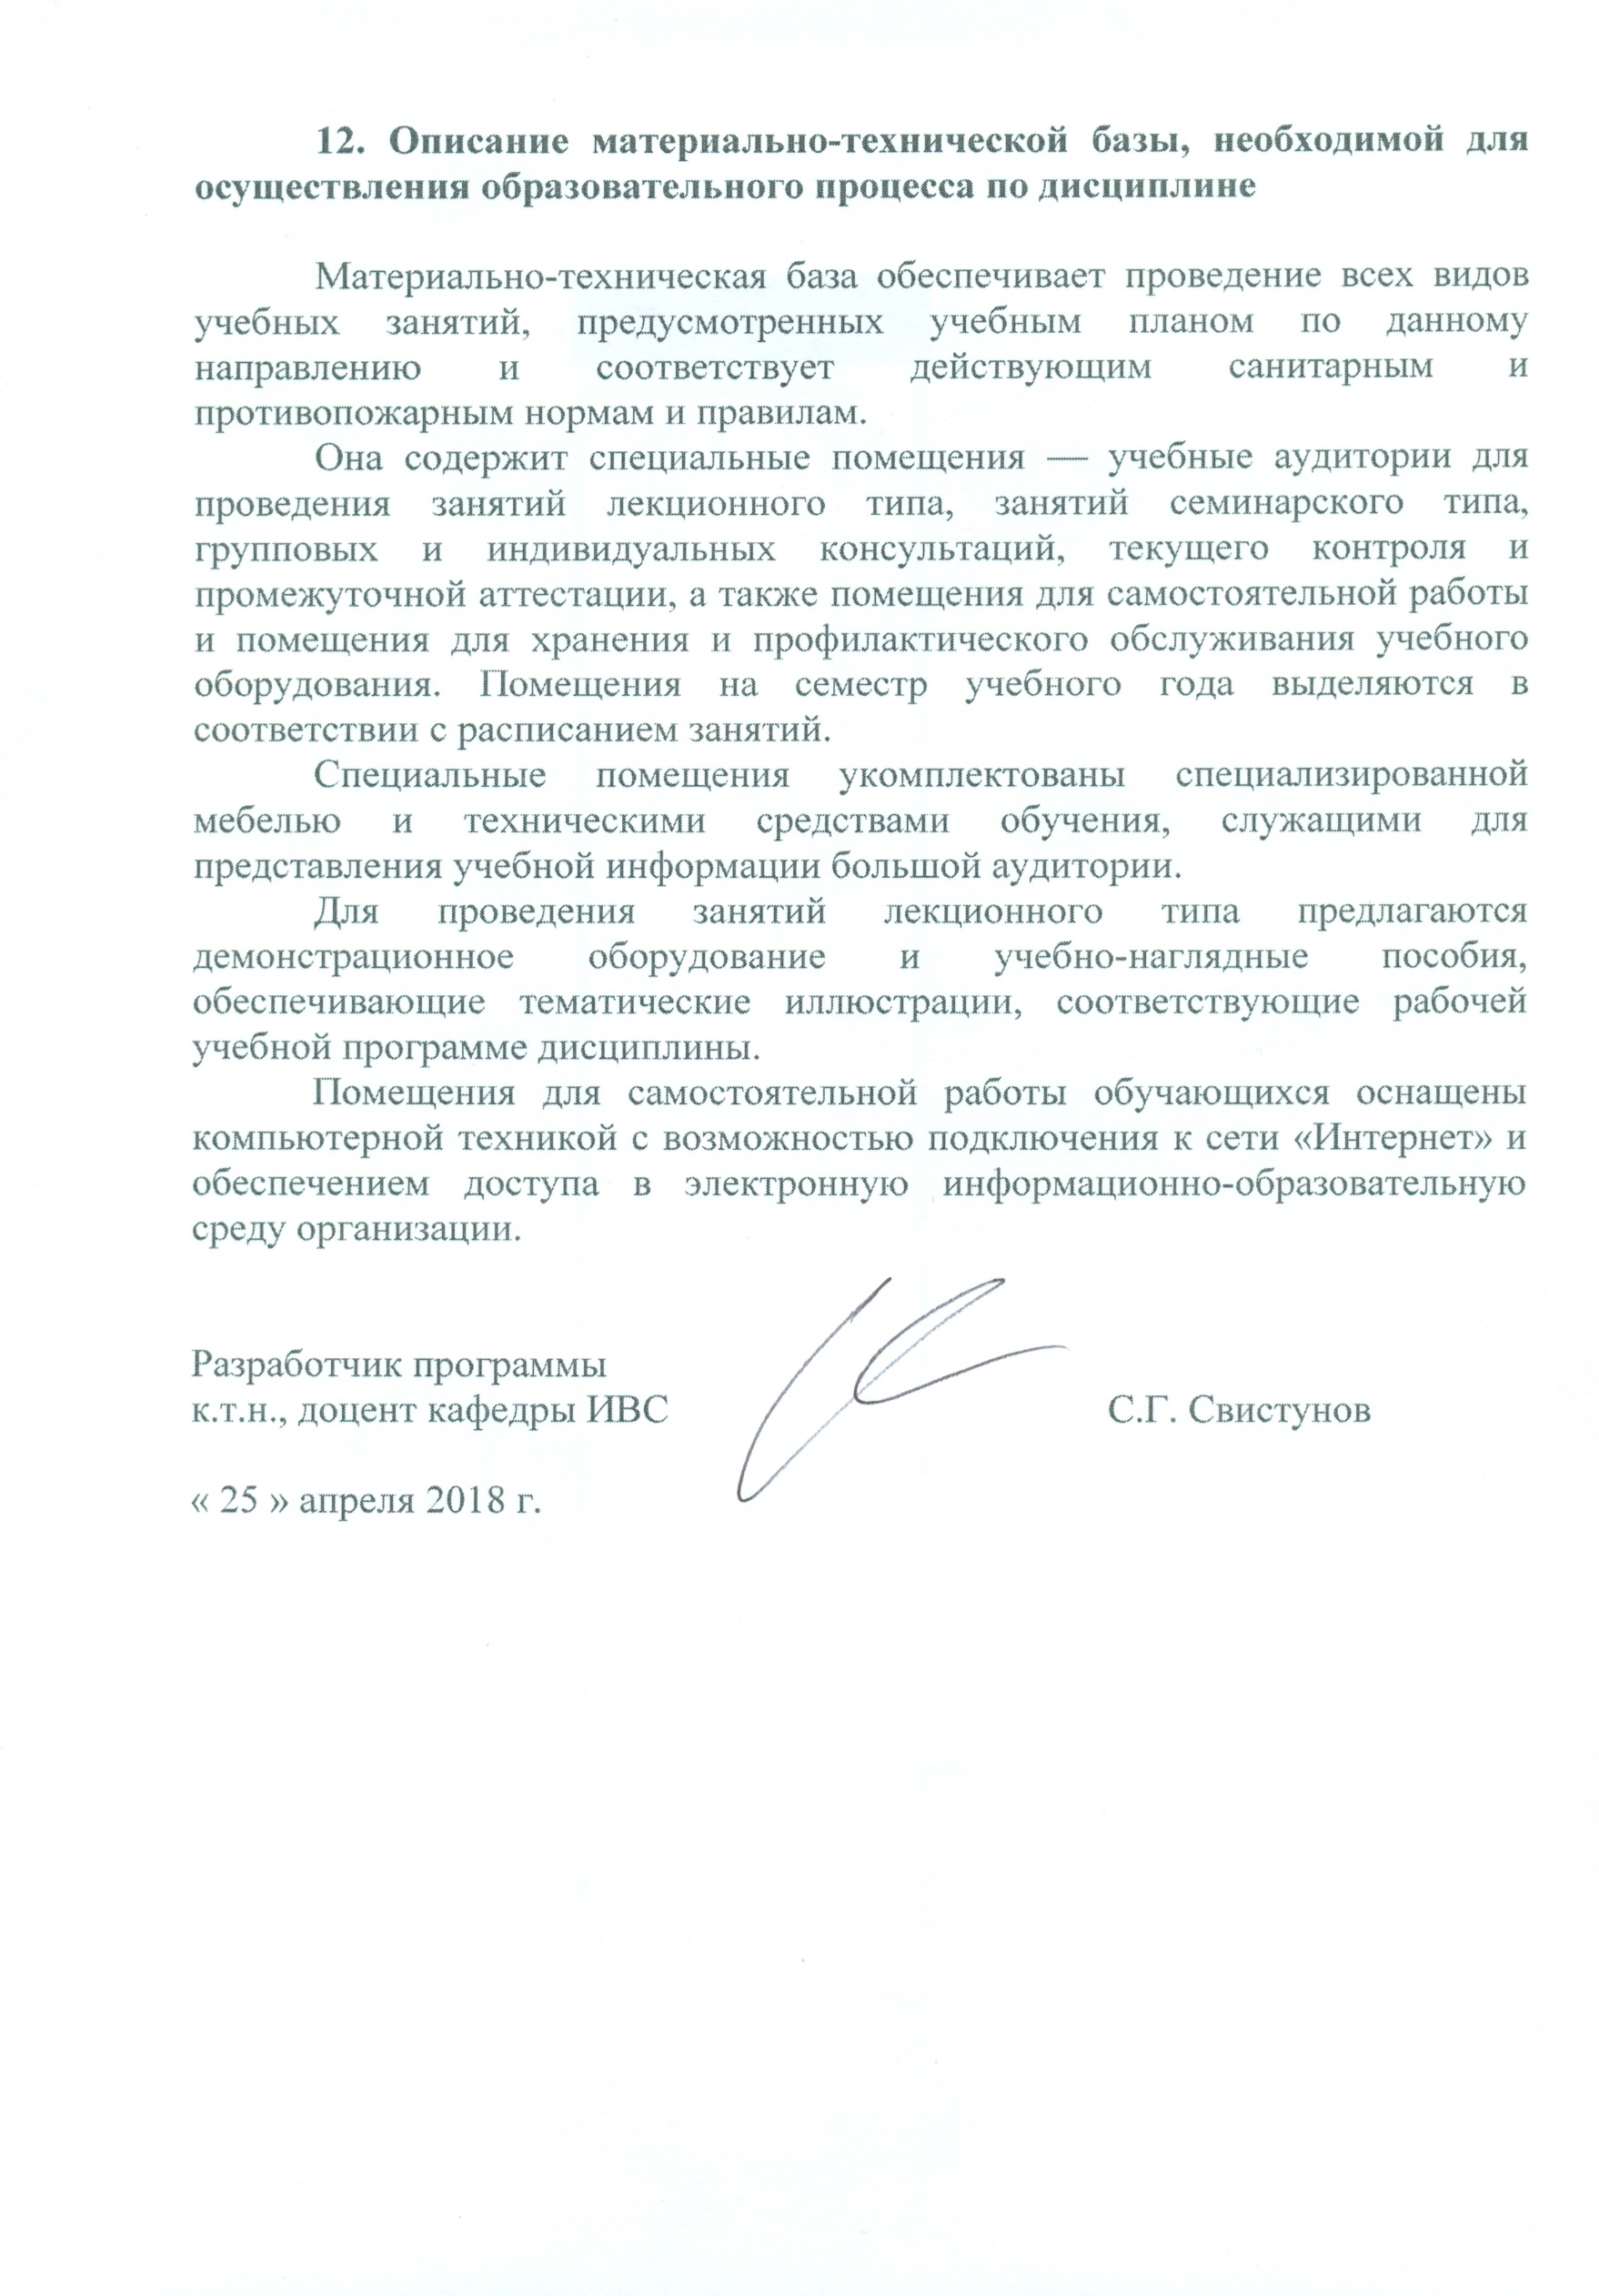 12. Описание материально-технической базы, необходимой для
осуществления образовательного процесса по дисциплине
Материально-техническая база обеспечивает проведение всех видов
учебных занятий, предусмотренных учебным планом по данному
направлению и соответствует действующим санитарным и
противопожарным нормам и правилам.
Она содержит специальные помещения — учебные аудитории для
проведения занятий лекционного типа, занятий семинарского типа,
групповых и индивидуальных консультаций, текущего контроля и
промежуточной аттестации, а также помещения для самостоятельной работы
и помещения для хранения и профилактического обслуживания учебного
оборудования. Помещения на семестр учебного года выделяются в
соответствии с расписанием занятий.
Специальные помещения укомплектованы специализированной
мебелью и техническими средствами обучения, служащими для
представления учебной информации большой аудитории.
Для проведения занятий лекционного типа предлагаются
демонстрационное оборудование и учебно-наглядные пособия,
обеспечивающие тематические иллюстрации, соответствующие рабочей
учебной программе дисциплины.
Помещения для самостоятельной работы обучающихся оснащены
компьютерной техникой с возможностью подключения к сети «Интернет» и
обеспечением доступа в электронную информационно-образовательную
среду организации.
Разработчик программы
к.т.н., доцент кафедры ИВС С.Г. Свистунов
« 25 » апреля 2018 г.